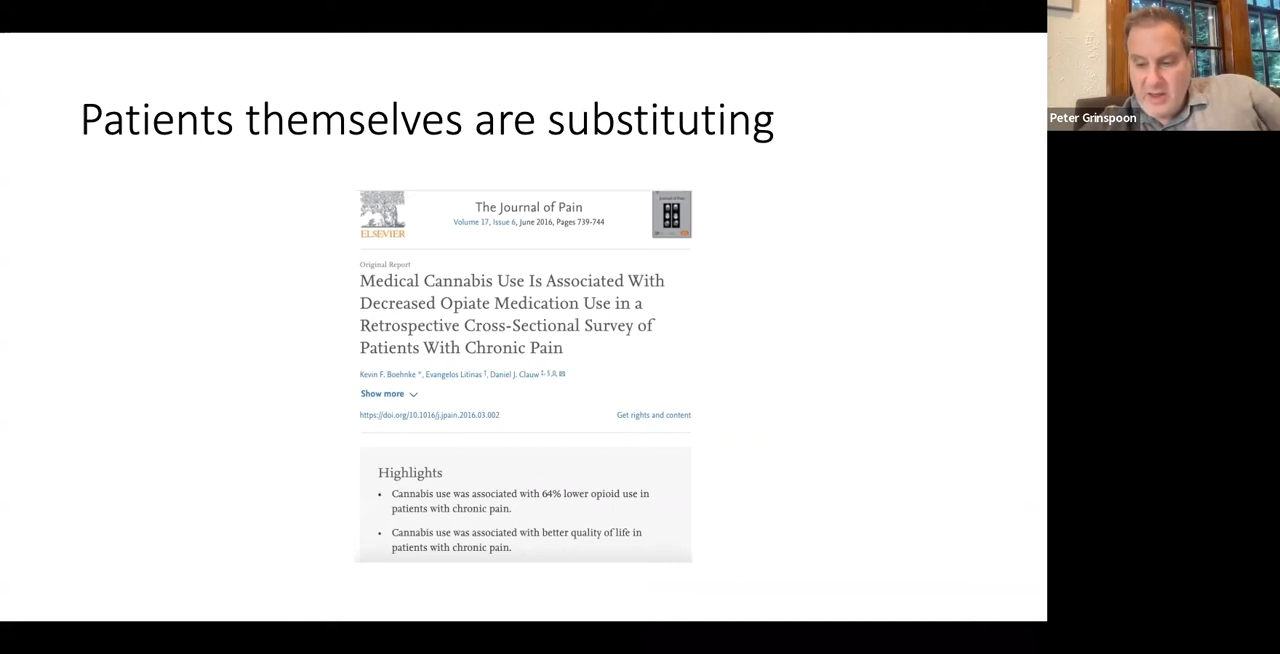 Patients themselves are substituting
Peter Grinspoon
ELSEVIER
The Journal of Pain
Volume 17, Issue 6, June 2016, Pages 739-744
Original Report
Medical Cannabis Use Is Associated With
Decreased Opiate Medication Use in a
Retrospective Cross-Sectional Survey of
Patients With Chronic Pain
Kevin F. Boehnke *, Evangelos Litinas †, Daniel J. Clauw ‡, §
Show more
https://doi.org/10.1016/j.jpain.2016.03.002
Get rights and content
Highlights
• Cannabis use was associated with 64% lower opioid use in
patients with chronic pain.
• Cannabis use was associated with better quality of life in
patients with chronic pain.